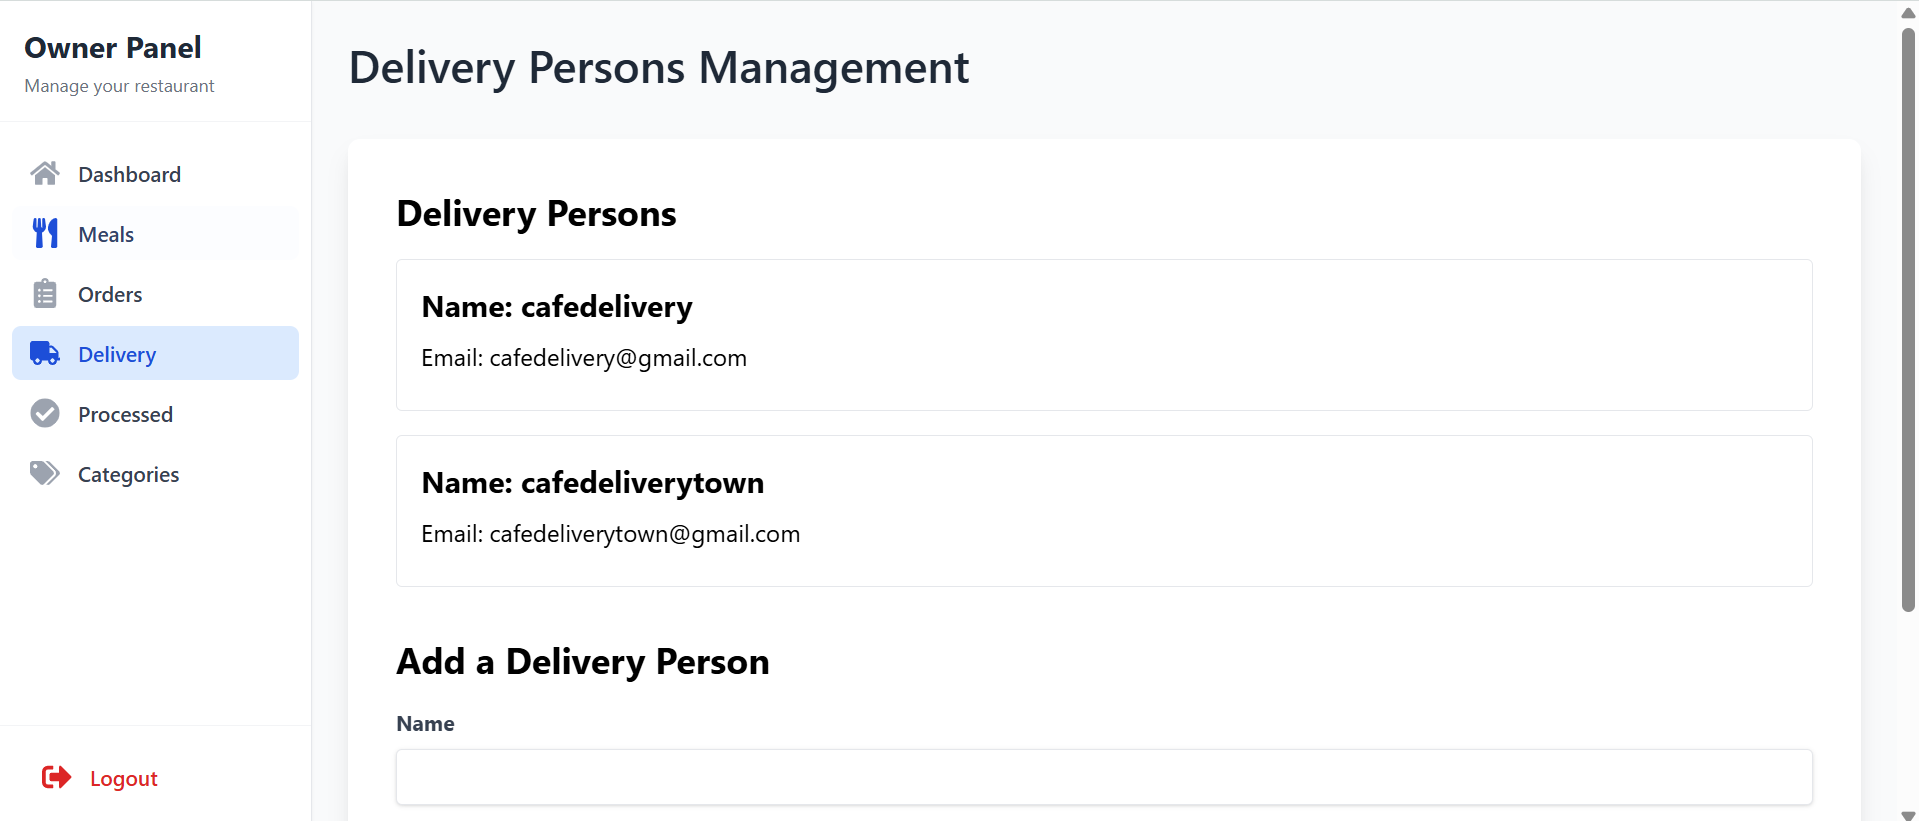 Owner Panel
Manage your restaurant
Dashboard
Meals
Orders
Delivery
Processed
Categories
Logout
Delivery Persons Management
Delivery Persons
Name: cafedelivery
Email: cafedelivery@gmail.com
Name: cafedeliverytown
Email: cafedeliverytown@gmail.com
Add a Delivery Person
Name